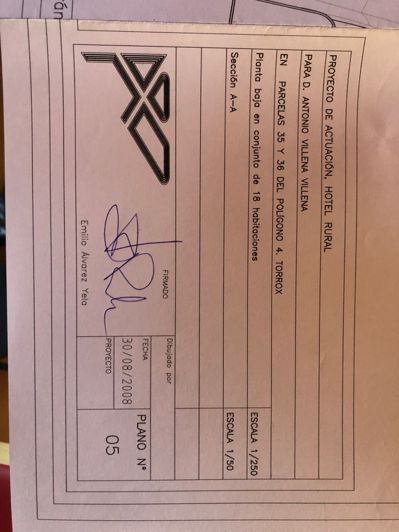 PROYECTO DE ACTUACIÓN, HOTEL RURAL
PARA D. ANTONIO VILLENA VILLENA
EN PARCELAS 35 Y 36 DEL POLÍGONO 4. TORROX
Planta baja en conjunto de 18 habitaciones
ESCALA 1/250
Sección A-A
ESCALA 1/50
FIRMADO
Emilio Álvarez Yela
Dibujado por
FECHA
30/08/2008
PROYECTO
PLANO Nº
05